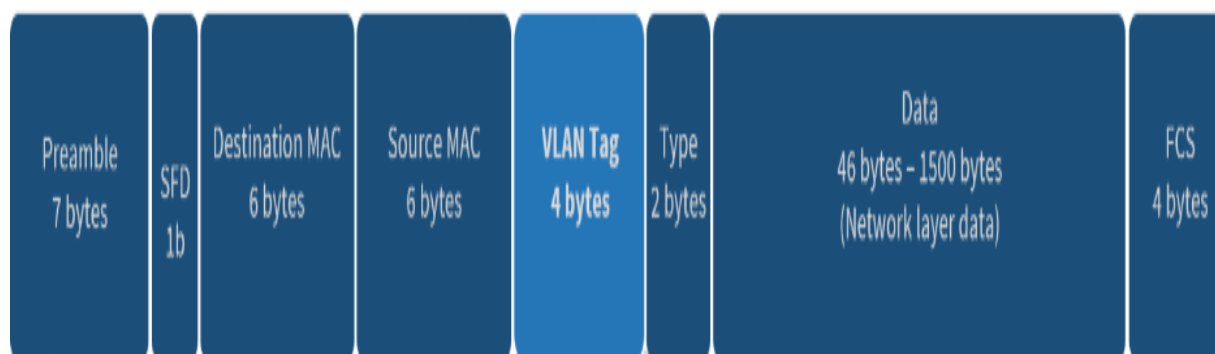 Preamble
7 bytes
SFD
1b
Destination MAC
6 bytes
Source MAC
6 bytes
VLAN Tag
4 bytes
Type
2 bytes
Data
46 bytes – 1500 bytes
(Network layer data)
FCS
4 bytes